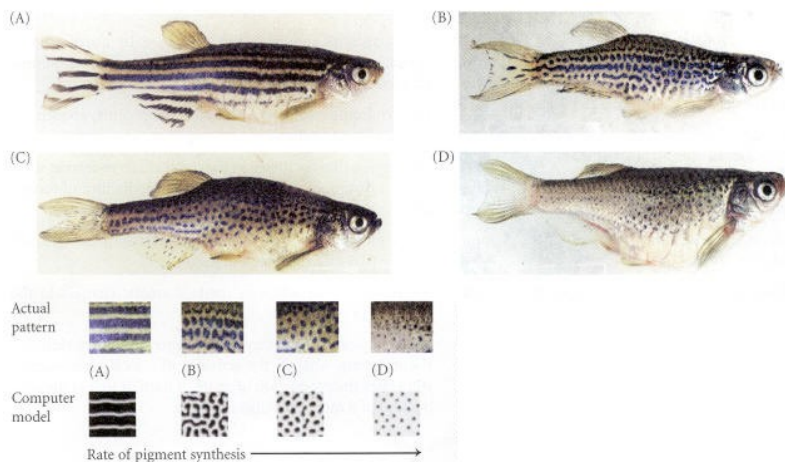 (A)
(B)
(C)
(D)
Actual pattern
(A) (B) (C) (D)
Computer model
Rate of pigment synthesis